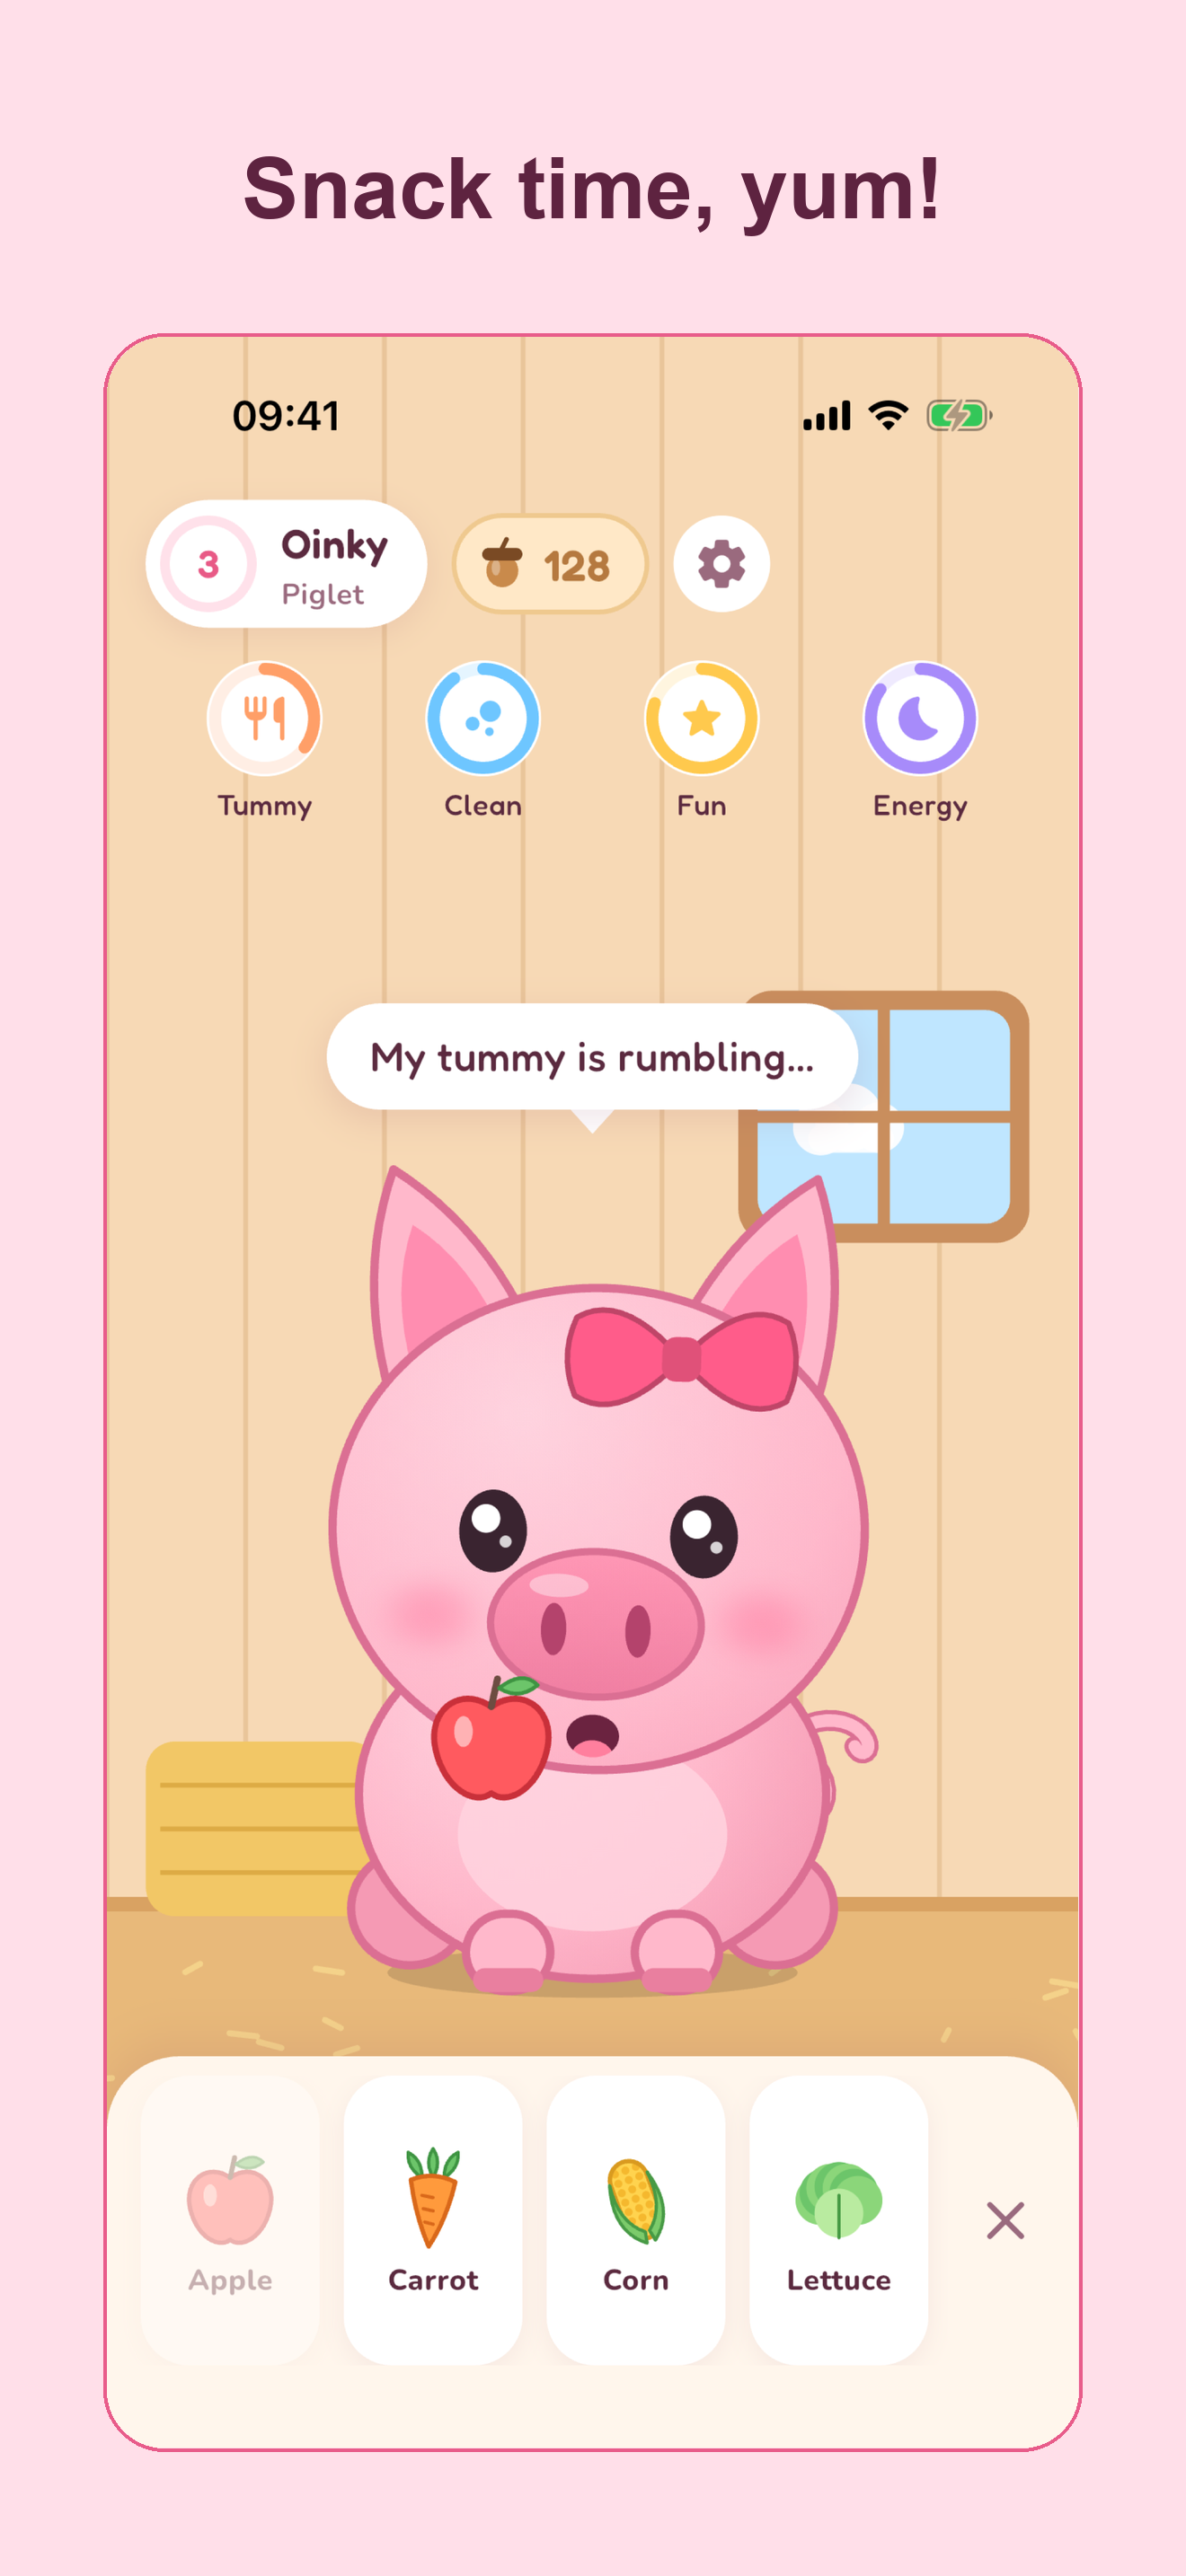 Snack time, yum!
09:41
3
Oinky
Piglet
128
Tummy
Clean
Fun
Energy
My tummy is rumbling...
Apple
Carrot
Corn
Lettuce